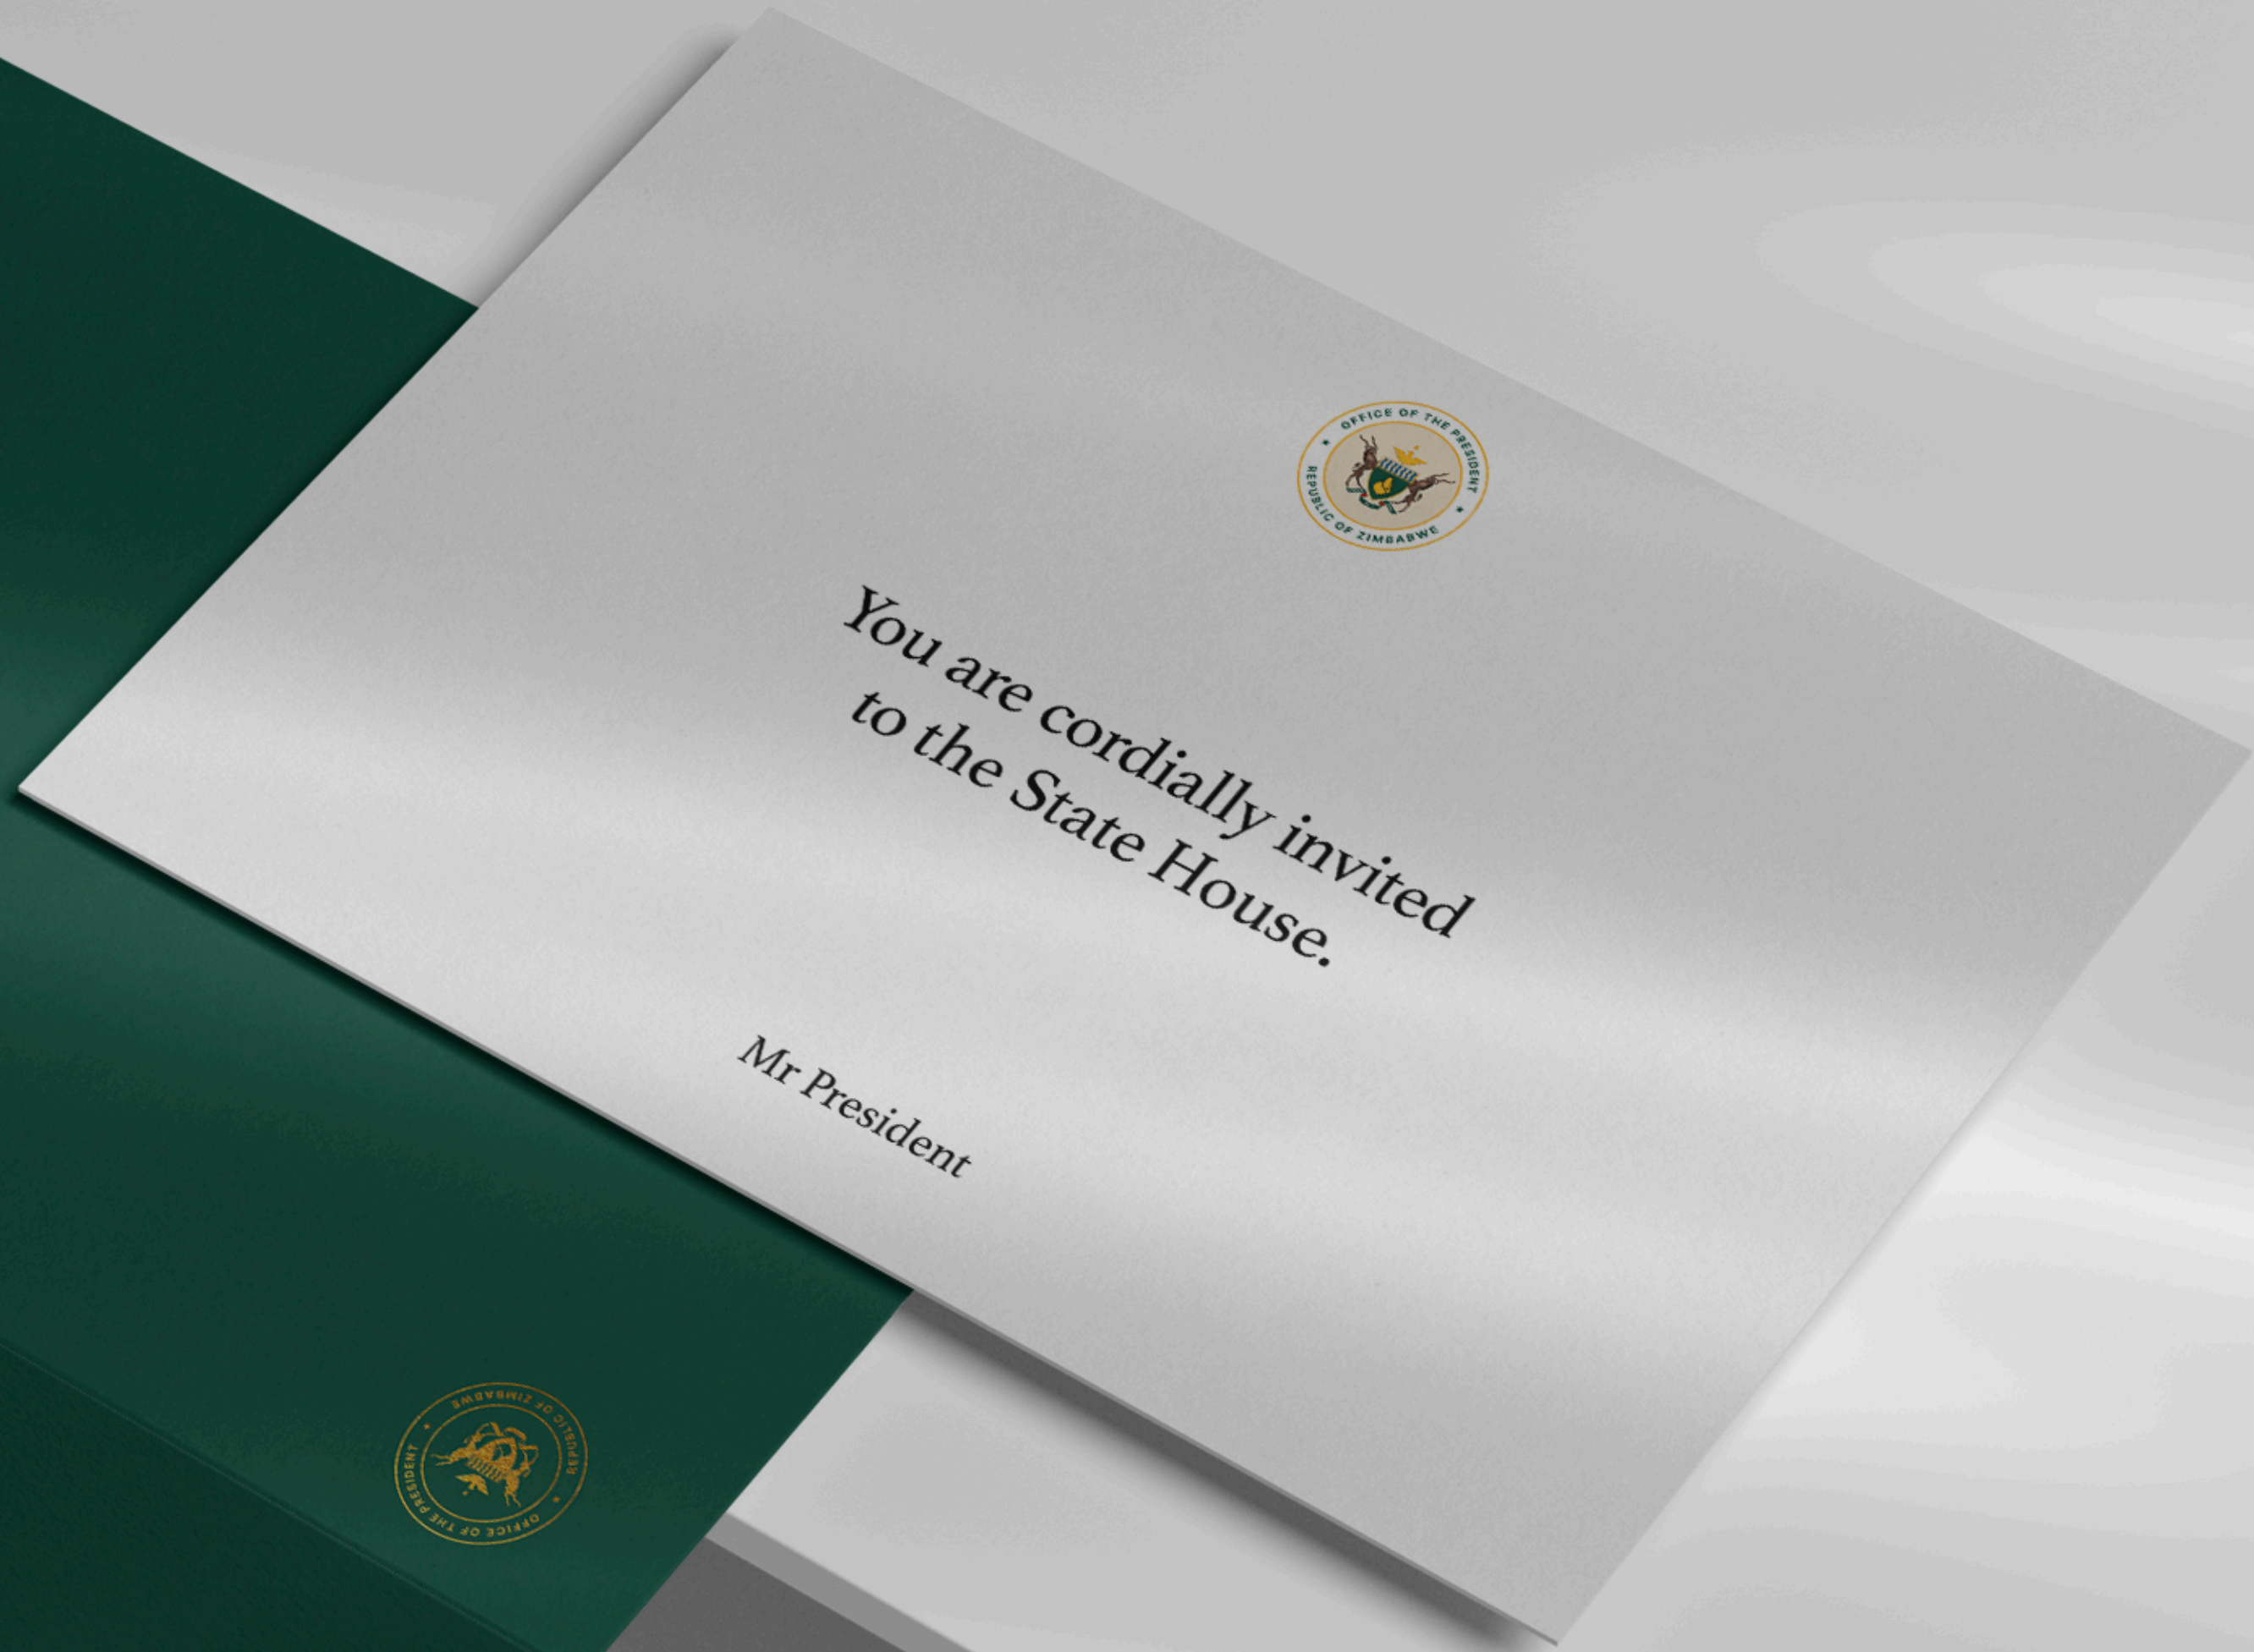 OFFICE OF THE PRESIDENT
REPUBLIC OF ZIMBABWE
You are cordially invited
to the State House.
Mr President
OFFICE OF THE PRESIDENT
REPUBLIC OF ZIMBABWE